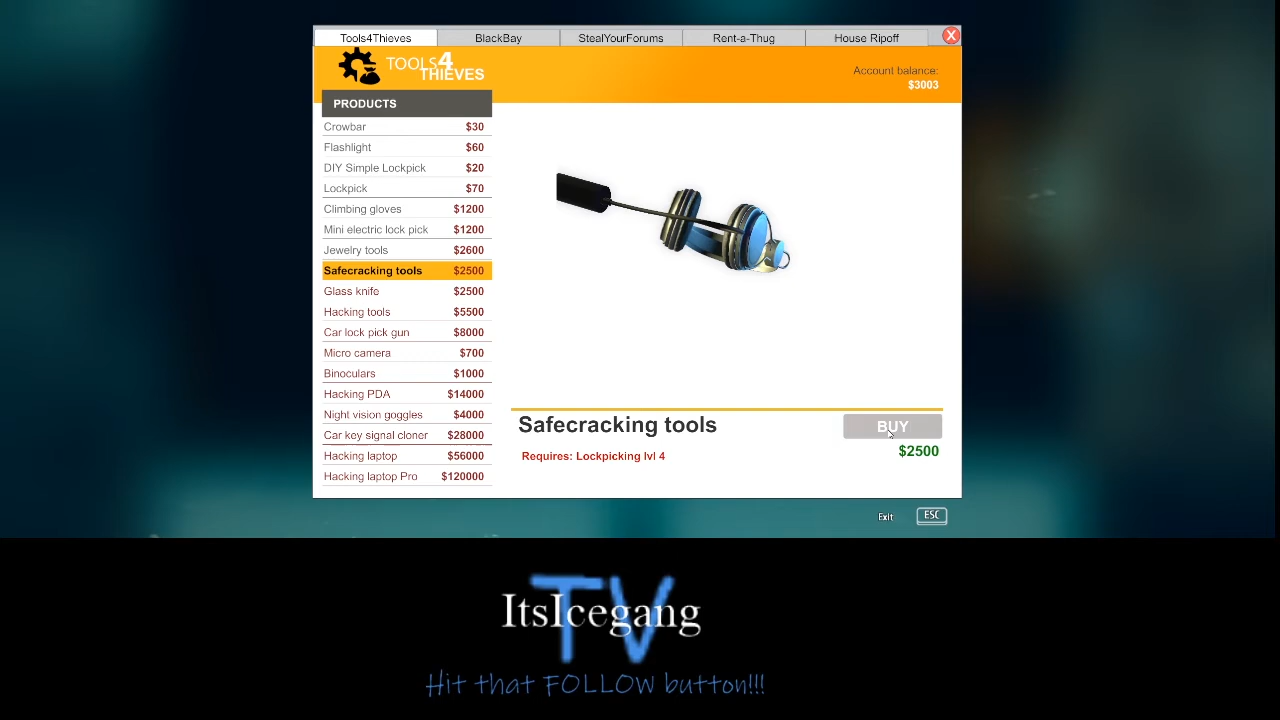 Tools4Thieves BlackBay StealYourForums Rent-a-Thug House Ripoff X
TOOLS 4
THIEVES
Account balance:
$3003
PRODUCTS
Crowbar $30
Flashlight $60
DIY Simple Lockpick $20
Lockpick $70
Climbing gloves $1200
Mini electric lock pick $1200
Jewelry tools $2600
Safecracking tools $2500
Glass knife $2500
Hacking tools $5500
Car lock pick gun $8000
Micro camera $700
Binoculars $1000
Hacking PDA $14000
Night vision goggles $4000
Car key signal cloner $28000
Hacking laptop $56000
Hacking laptop Pro $120000
Safecracking tools BUY
Requires: Lockpicking lvl 4 $2500
Exit ESC
TV
ItsIcegang
Hit that FOLLOW button!!!